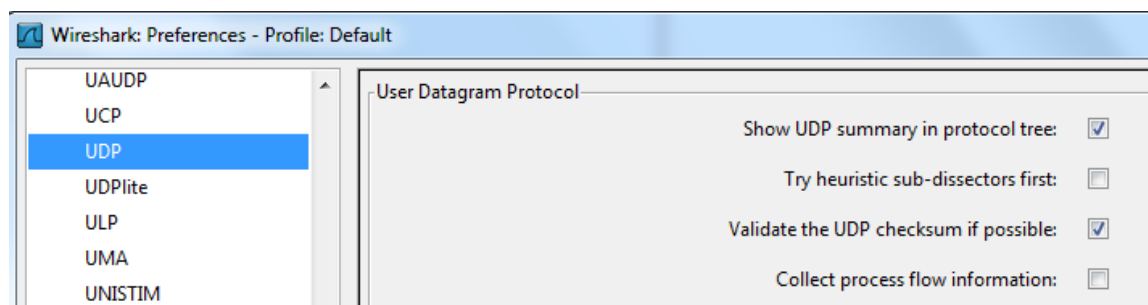 Wireshark: Preferences - Profile: Default
UAUDP
UCP
UDP
UDPlite
ULP
UMA
UNISTIM
User Datagram Protocol
Show UDP summary in protocol tree:
Try heuristic sub-dissectors first:
Validate the UDP checksum if possible:
Collect process flow information: